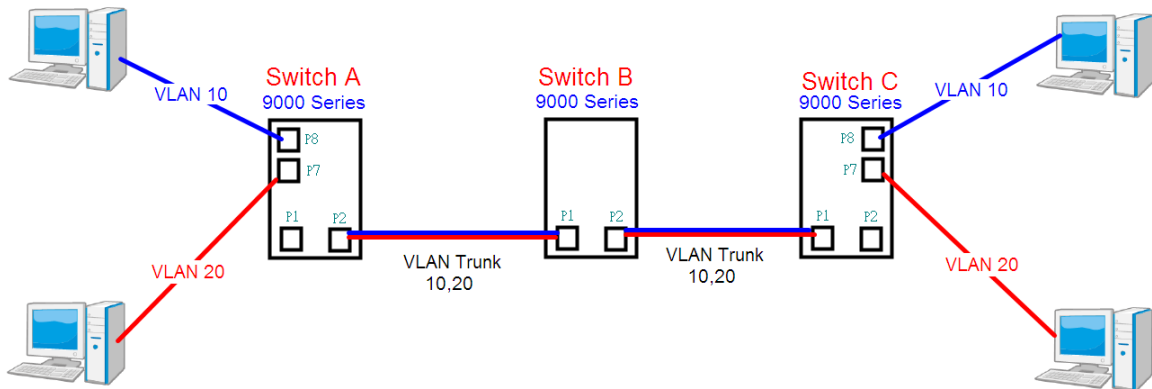 Switch A
9000 Series
Switch B
9000 Series
Switch C
9000 Series
VLAN 10
VLAN 10
P8
P7
P1
P2
P1
P2
P8
P7
P1
P2
VLAN 20
VLAN Trunk
10,20
VLAN Trunk
10,20
VLAN 20